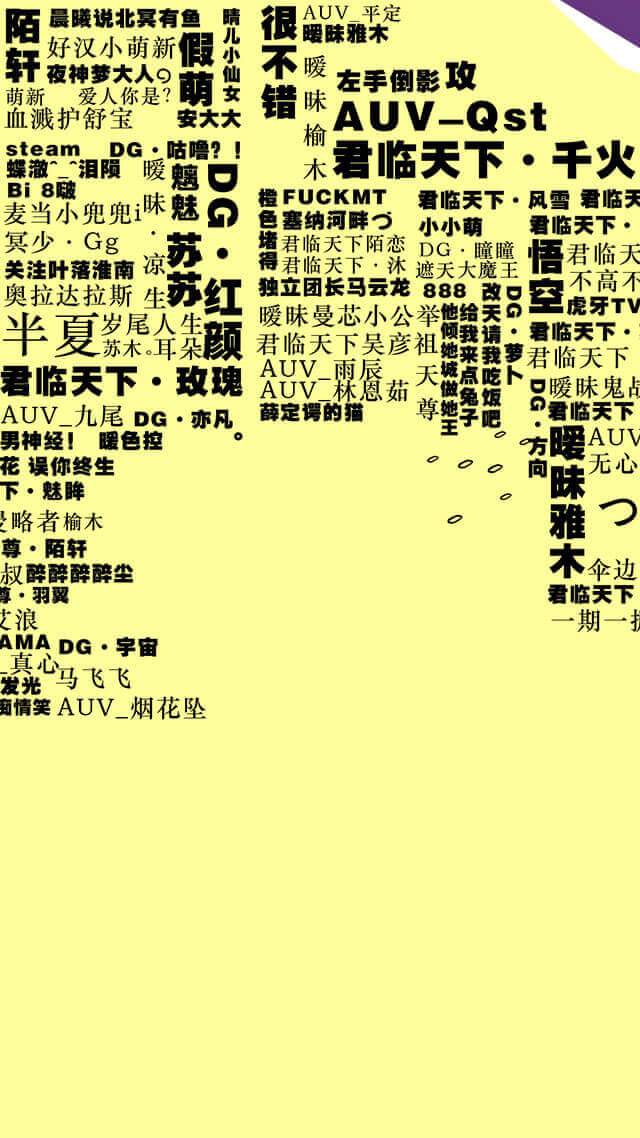 陌轩
晨曦说北冥有鱼
好汉小萌新
夜神萝大人
萌新
爱人你是？
血溅护舒宝
假萌
晴儿小仙女
安大大
steam
DG·咕噜？！
蝶澈^_^泪陨
Bi 8啵
麦当小兜兜i
冥少·Gg
关注叶落淮南
奥拉达拉斯
暧昧·凉生
魑魅
苏苏
DG·红颜
半夏
岁尾人生
苏木。耳朵
君临天下·玫瑰
AUV_九尾
DG·亦凡。
男神经！
暖色控
花 误你终生
下·魅眸
略者
榆木
尊·陌轩
叔
醉醉醉醉尘
尊·羽翼
艾浪
AMA
DG·宇宙
_真心
马飞飞
发光
痴情笑
AUV_烟花坠
很不错
AUV_平定
暧昧雅木
暧昧榆木
左手倒影
攻
AUV-Qst
君临天下·千火
橙色堵得
FUCKMT
塞纳河畔づ
君临天下陌恋
君临天下·沐
独立团长马云龙
暧昧曼芯小公举
君临天下吴彦祖
AUV_雨辰
AUV_林恩茹
薛定谔的猫
天尊
君临天下·风雪
君临天
小小萌
DG·瞳瞳
遮天大魔王
888
他倾她城做她王
给我来点兔子
改天请我吃饭吧
DG·萝卜
DG·方向
君临天下·
悟空
君临天
不高不
虎牙TV
君临天下·
君临天下
暧昧鬼战
君临天下
暧昧雅木
AUV
无心
つ
伞边
君临天下
一期一振